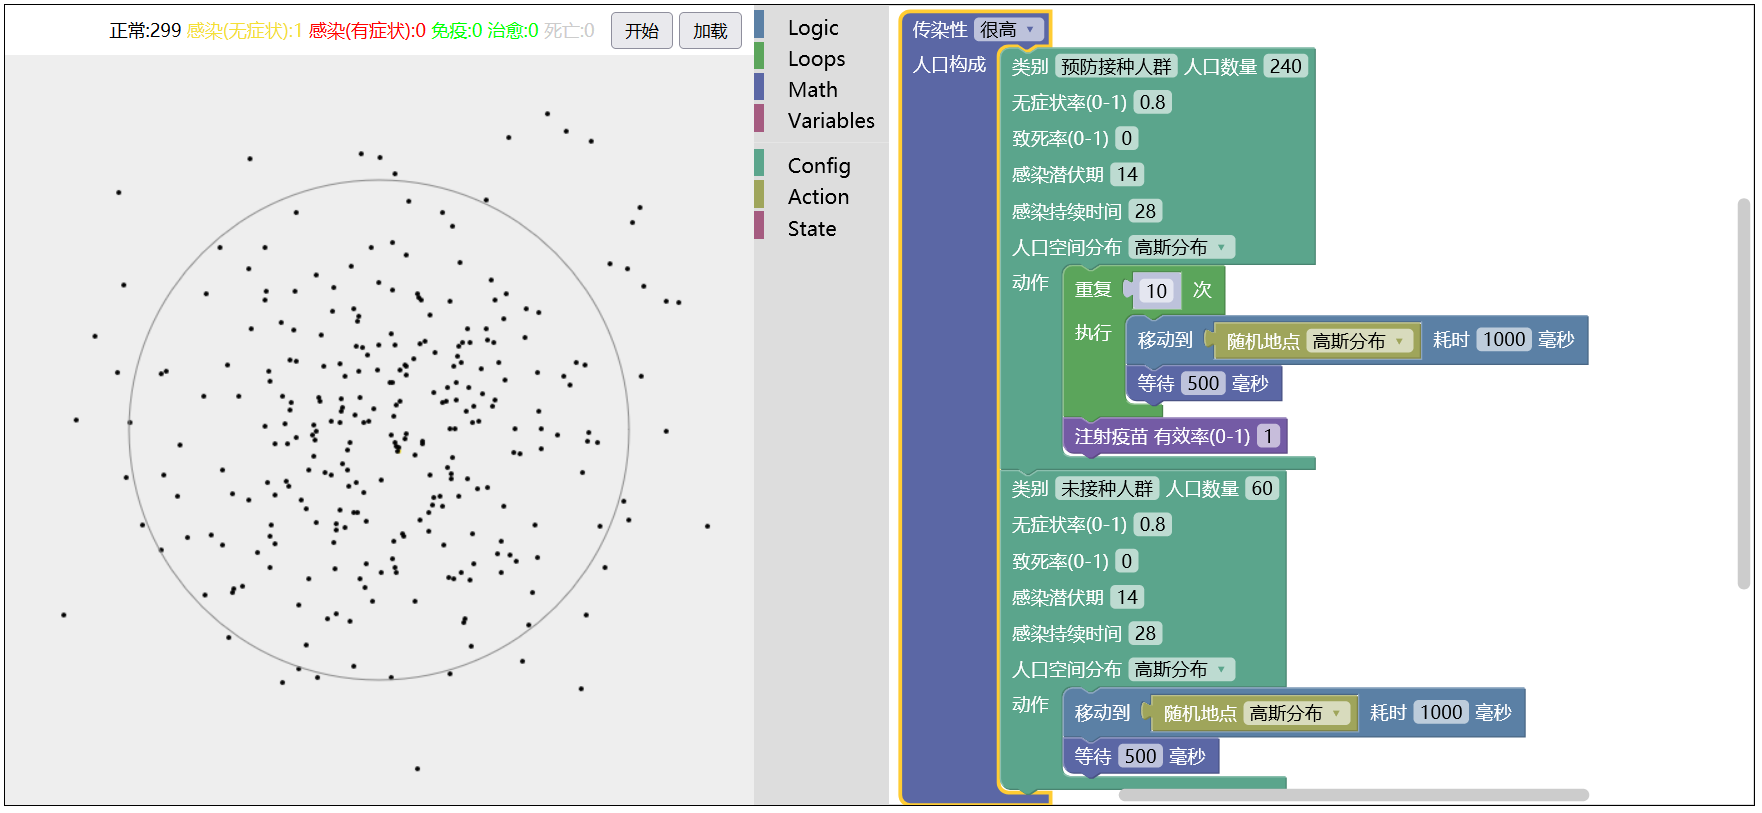 正常:299 感染(无症状):1 感染(有症状):0 免疫:0 治愈:0 死亡:0 开始 加载
Logic
Loops
Math
Variables
Config
Action
State
传染性 很高
人口构成
类别 预防接种人群 人口数量 240
无症状率(0-1) 0.8
致死率(0-1) 0
感染潜伏期 14
感染持续时间 28
人口空间分布 高斯分布
动作
重复 10 次
执行
移动到 随机地点 高斯分布 耗时 1000 毫秒
等待 500 毫秒
注射疫苗 有效率(0-1) 1
类别 未接种人群 人口数量 60
无症状率(0-1) 0.8
致死率(0-1) 0
感染潜伏期 14
感染持续时间 28
人口空间分布 高斯分布
动作
移动到 随机地点 高斯分布 耗时 1000 毫秒
等待 500 毫秒